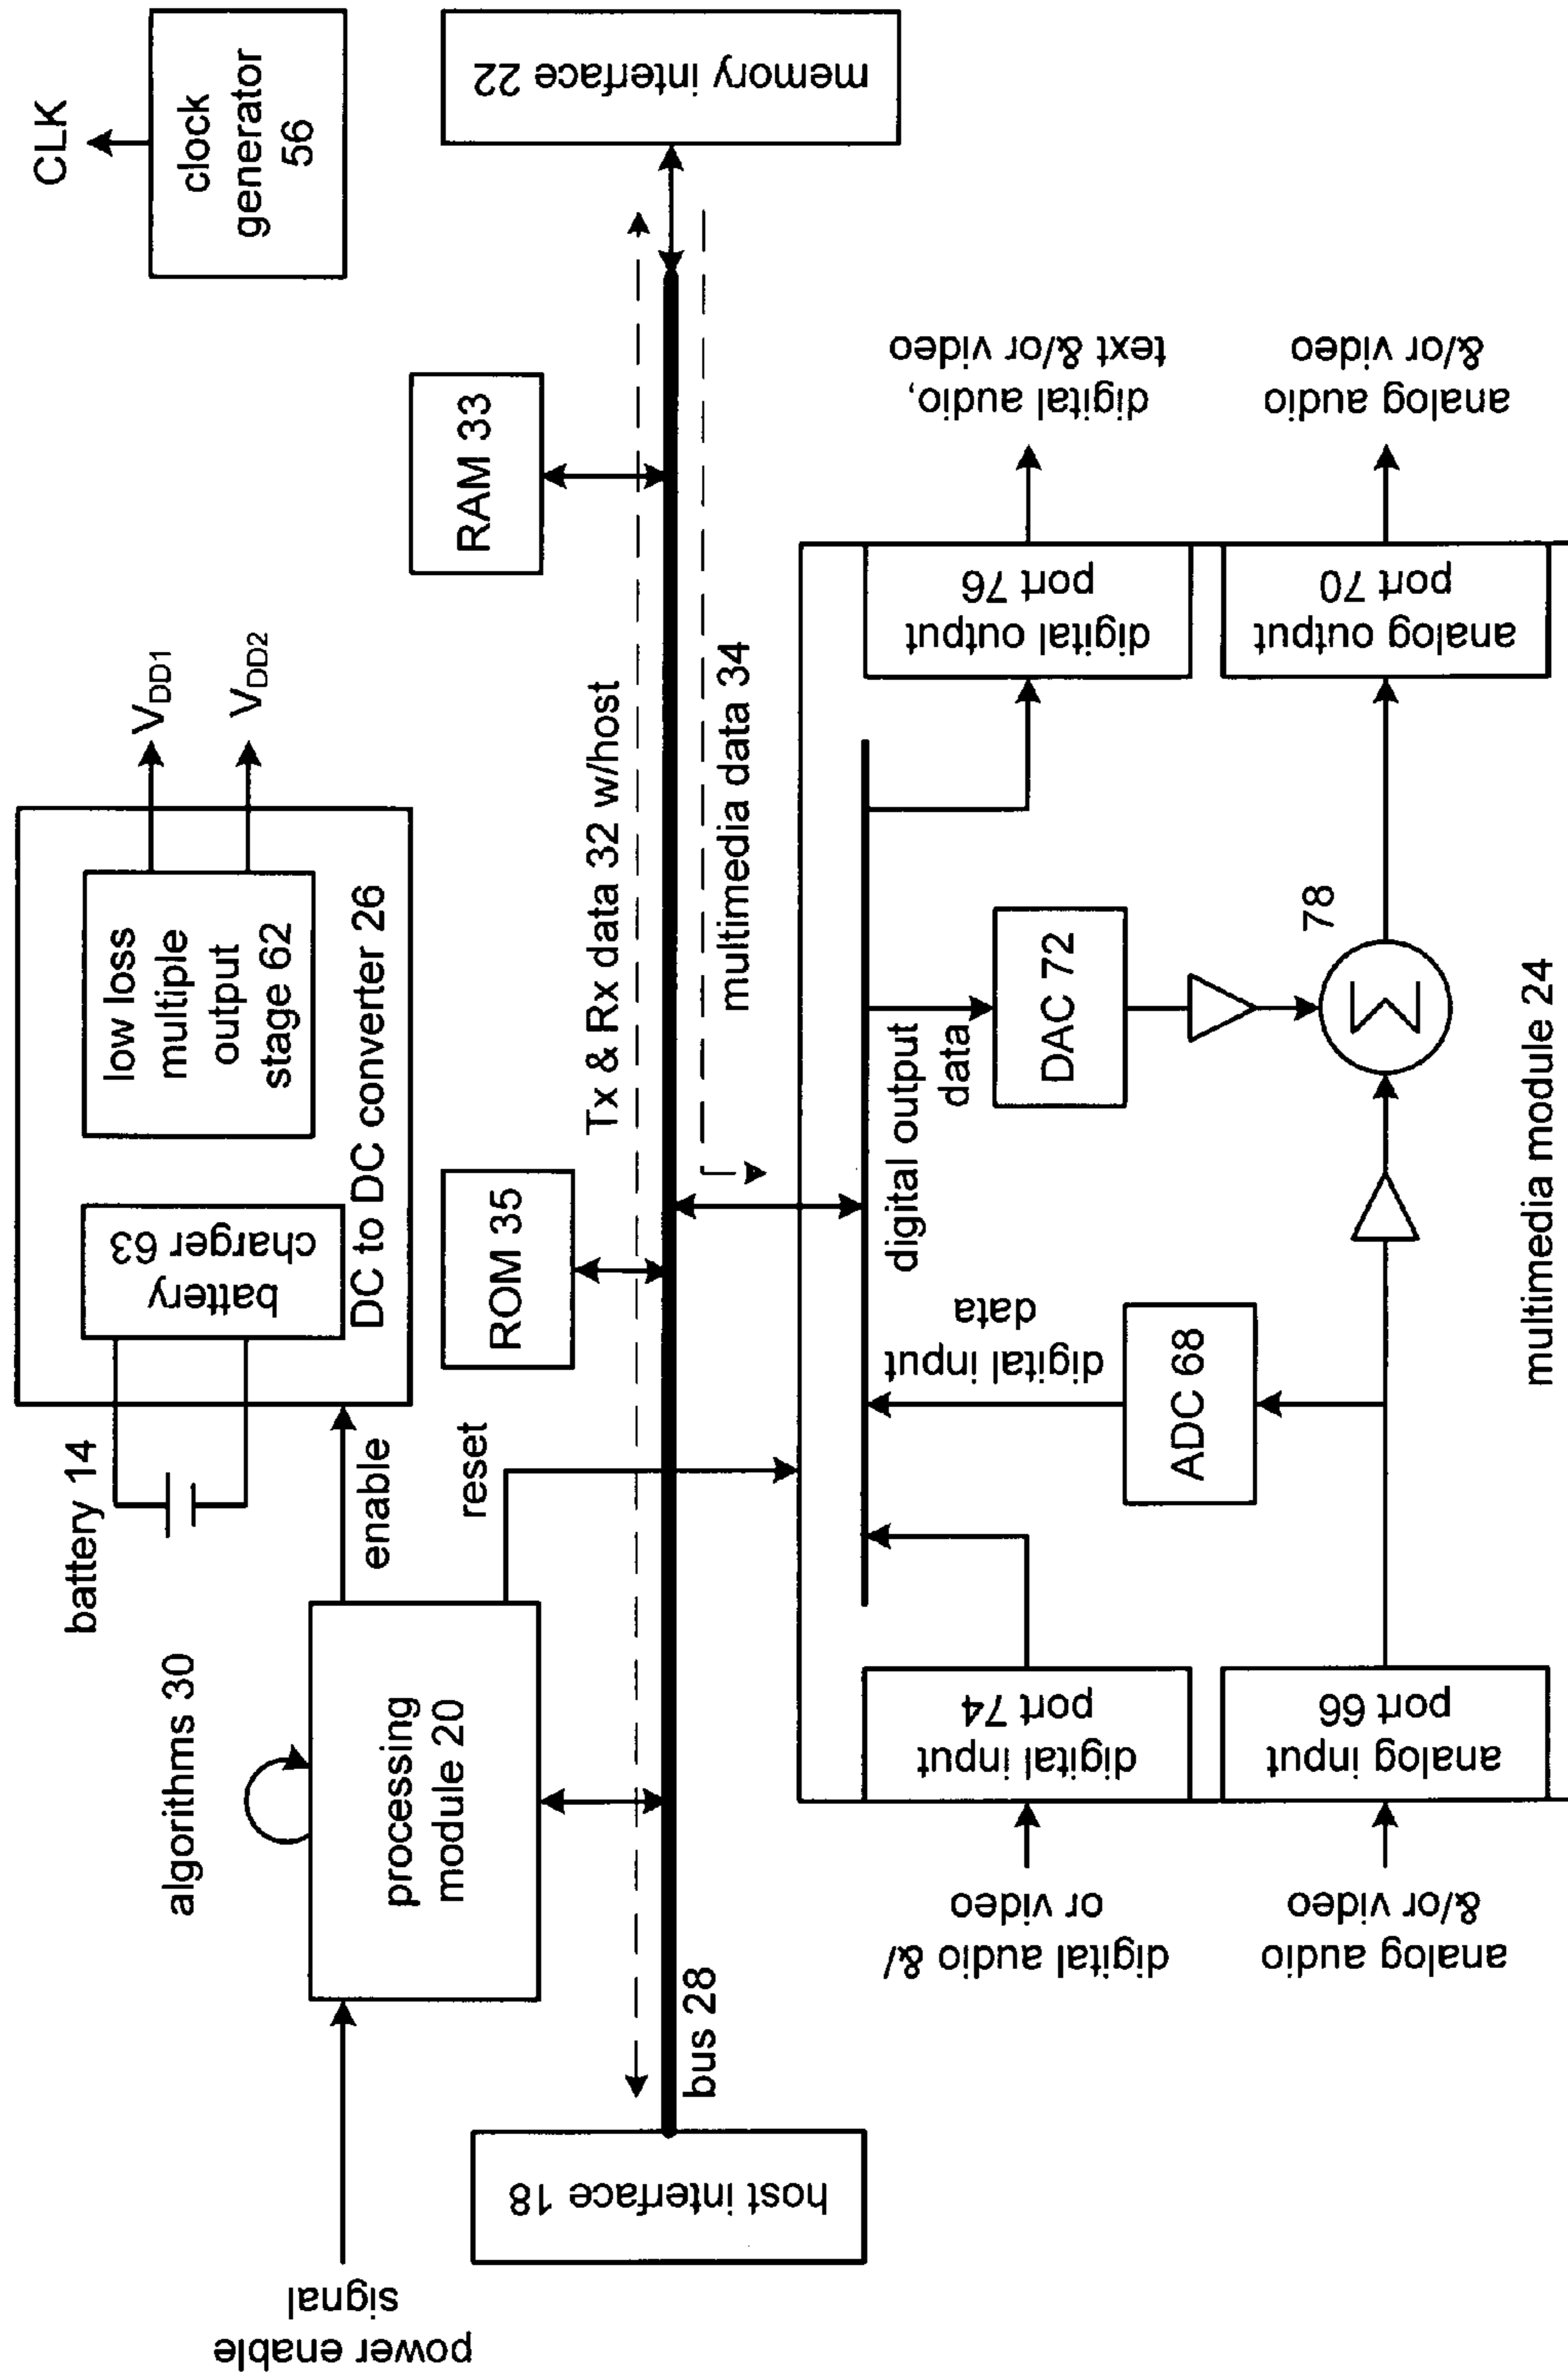 CLK
clock
generator
56
memory interface 22
V_DD1
V_DD2
low loss
multiple
output
stage 62
battery
charger 63
DC to DC converter 26
battery 14
enable
reset
algorithms 30
processing
module 20
power enable
signal
RAM 33
ROM 35
Tx & Rx data 32 w/host
multimedia data 34
bus 28
host interface 18
digital input
port 74
analog input
port 66
digital audio &/
or video
analog audio
&/or video
digital input
data
ADC 68
digital output
data
DAC 72
Σ
78
digital output
port 76
analog output
port 70
digital audio,
text &/or video
analog audio
&/or video
multimedia module 24